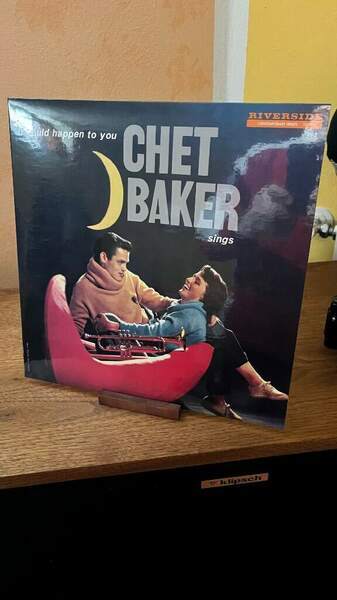 RIVERSIDE
uld happen to you
CHET
BAKER
sings
klipsch